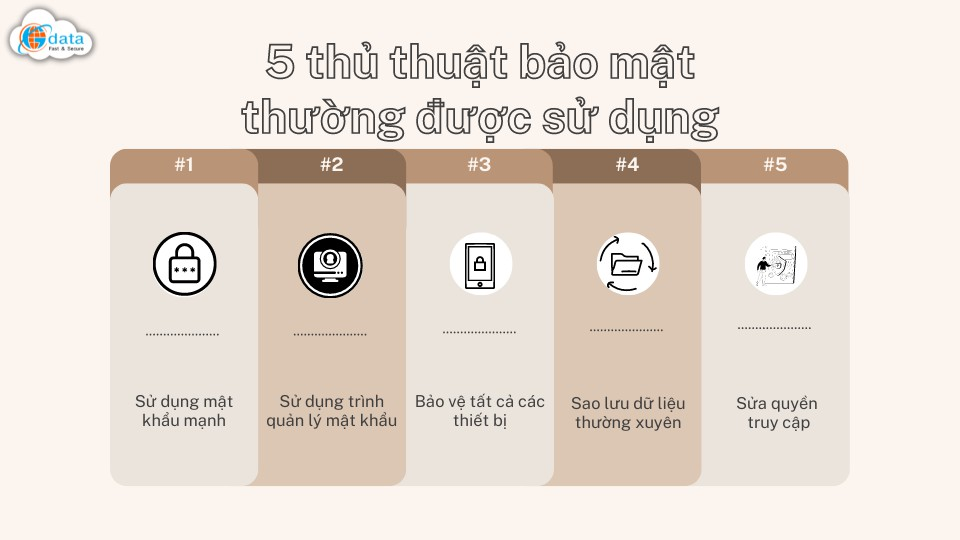 data
Fast & Secure
5 thủ thuật bảo mật
thường được sử dụng
#1
#2
#3
#4
#5
***
Sử dụng mật
khẩu mạnh
Sử dụng trình
quản lý mật khẩu
Bảo vệ tất cả các
thiết bị
Sao lưu dữ liệu
thường xuyên
Sửa quyền
truy cập